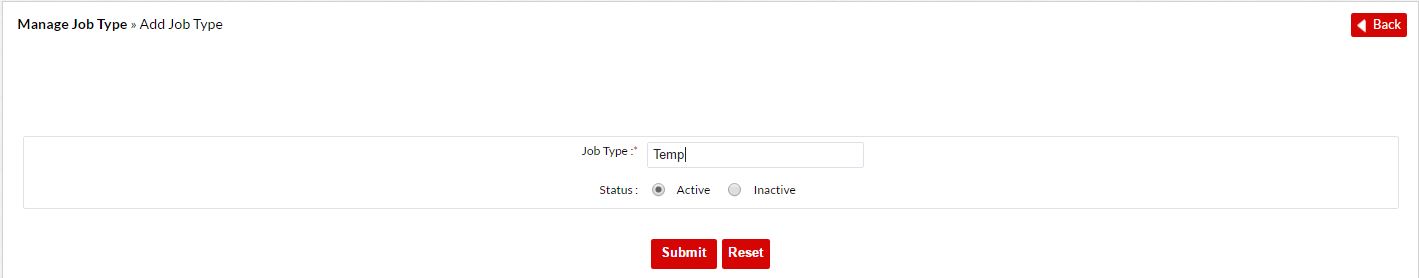 Manage Job Type » Add Job Type
Back
Job Type :*
Temp
Status :
Active
Inactive
Submit
Reset